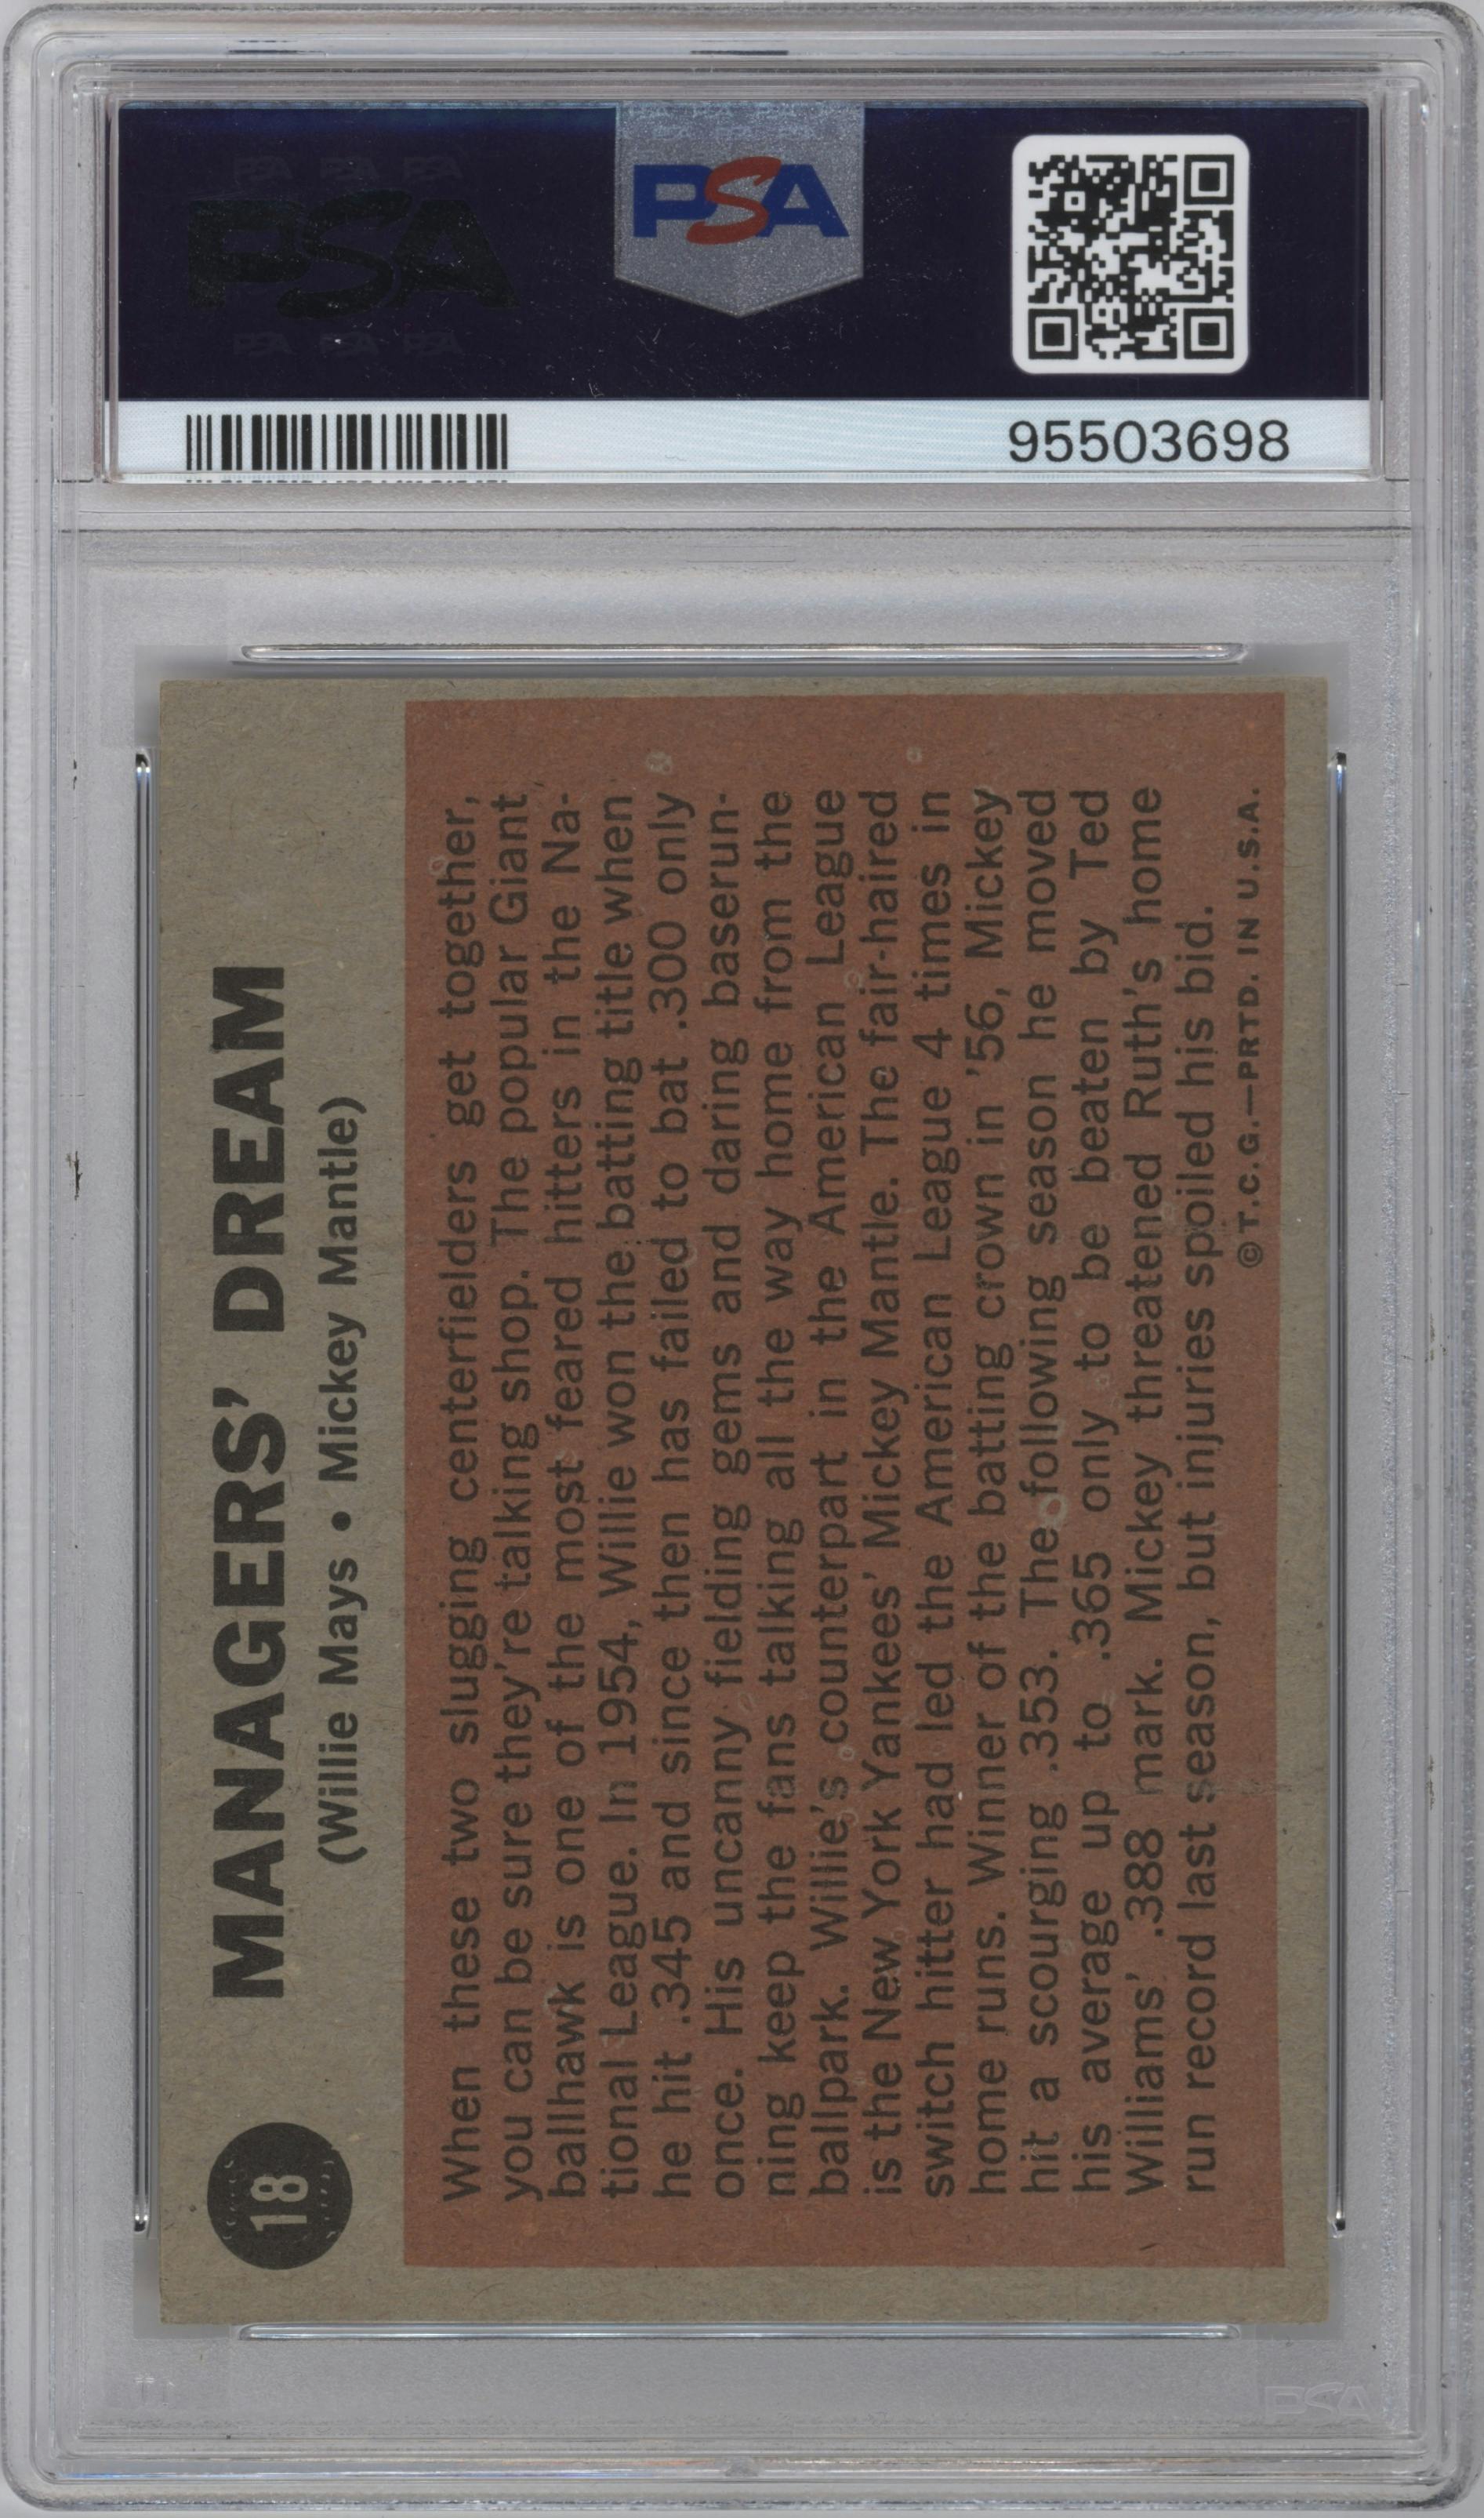 PSA PSA PSA
PSA
PSA PSA PSA
PSA
95503698
18
MANAGERS' DREAM
(Willie Mays • Mickey Mantle)
When these two slugging centerfielders get together,
you can be sure they're talking shop. The popular Giant
ballhawk is one of the most feared hitters in the Na-
tional League. In 1954, Willie won the batting title when
he hit .345 and since then has failed to bat .300 only
once. His uncanny fielding gems and daring baserun-
ning keep the fans talking all the way home from the
ballpark. Willie's counterpart in the American League
is the New York Yankees' Mickey Mantle. The fair-haired
switch hitter had led the American League 4 times in
home runs. Winner of the batting crown in '56, Mickey
hit a scourging .353. The following season he moved
his average up to .365 only to be beaten by Ted
Williams' .388 mark. Mickey threatened Ruth's home
run record last season, but injuries spoiled his bid.
©T.C.G.—PRTD. IN U.S.A.
PSA